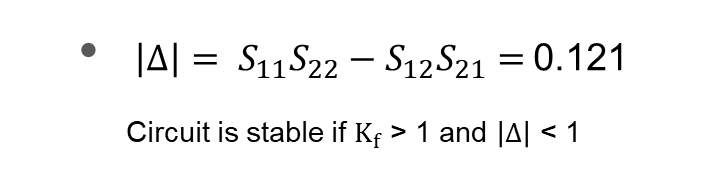 • |Δ| = S₁₁S₂₂ − S₁₂S₂₁ = 0.121
Circuit is stable if K_f > 1 and |Δ| < 1